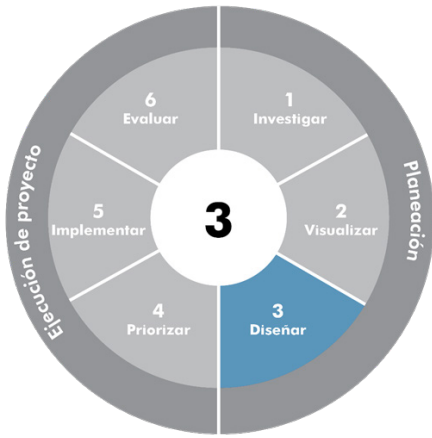 1
Investigar
2
Visualizar
3
Diseñar
4
Priorizar
5
Implementar
6
Evaluar
3
Planeación
Ejecución de proyecto